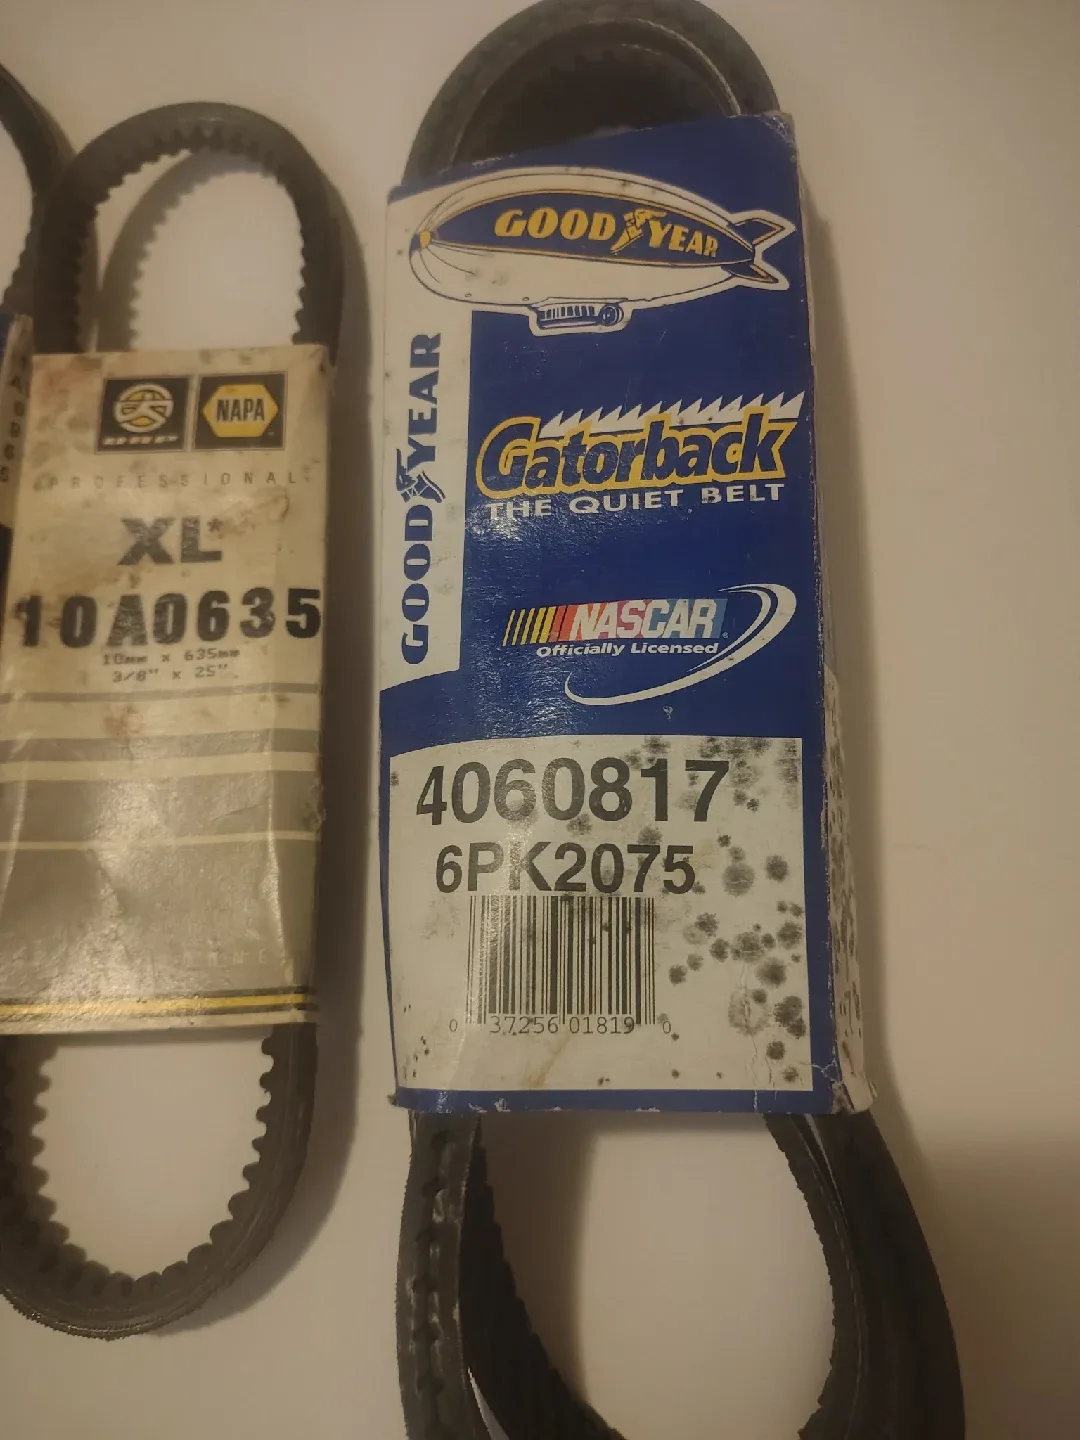 NAPA
PROFESSIONAL
XL*
10A0635
10mm x 635mm
3/8" x 25"
GOODYEAR
GOODYEAR
Gatorback
THE QUIET BELT
NASCAR
Officially Licensed
4060817
6PK2075
0 37256 01819 0